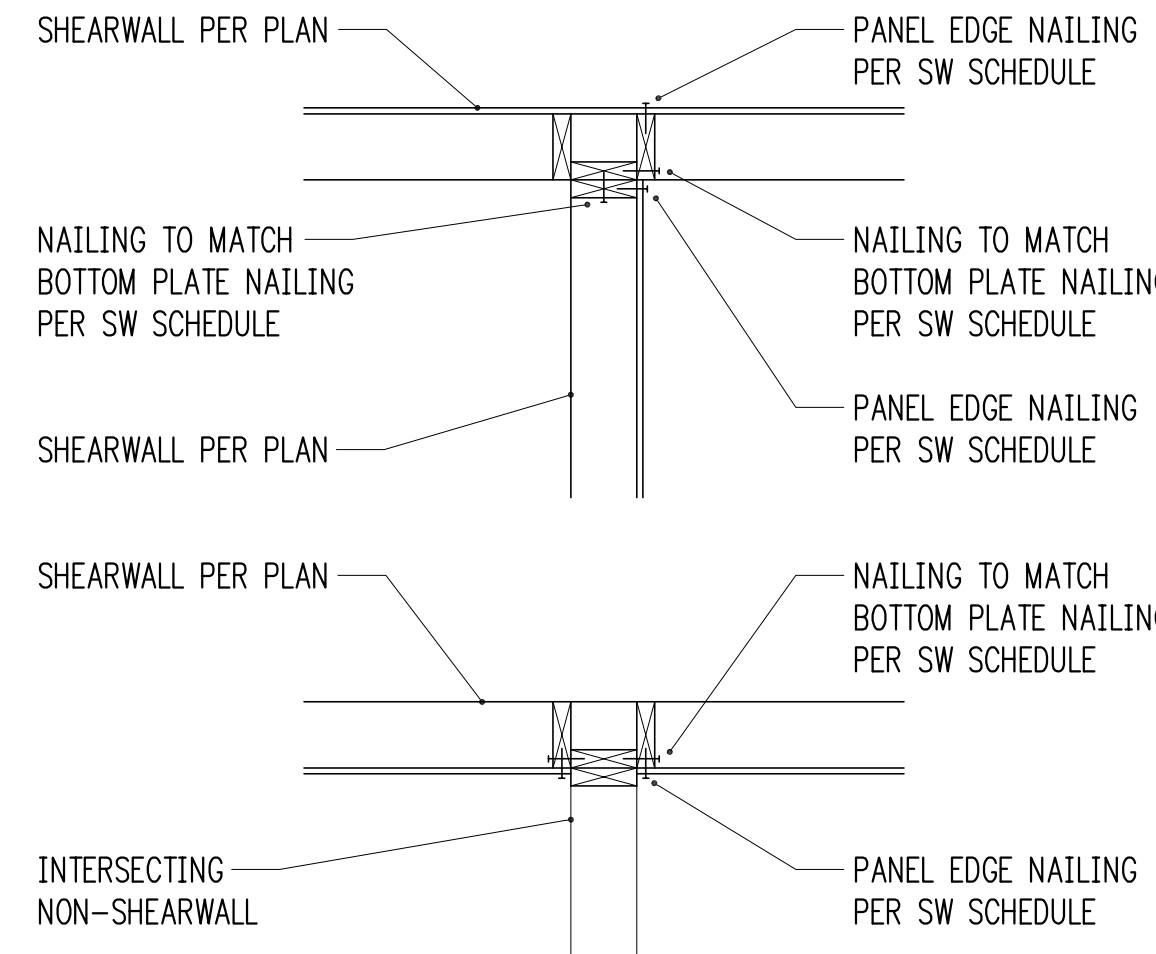 SHEARWALL PER PLAN
PANEL EDGE NAILING
PER SW SCHEDULE
NAILING TO MATCH
BOTTOM PLATE NAILING
PER SW SCHEDULE
NAILING TO MATCH
BOTTOM PLATE NAILING
PER SW SCHEDULE
SHEARWALL PER PLAN
PANEL EDGE NAILING
PER SW SCHEDULE
SHEARWALL PER PLAN
NAILING TO MATCH
BOTTOM PLATE NAILING
PER SW SCHEDULE
INTERSECTING
NON-SHEARWALL
PANEL EDGE NAILING
PER SW SCHEDULE